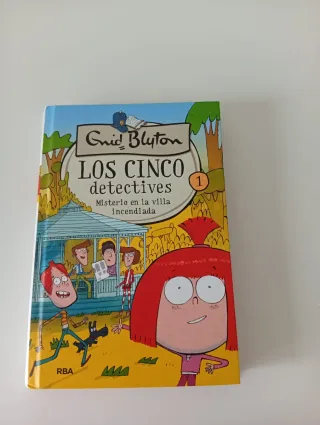 Enid Blyton
LOS CINCO
detectives
1
Misterio en la villa
incendiada
RBA